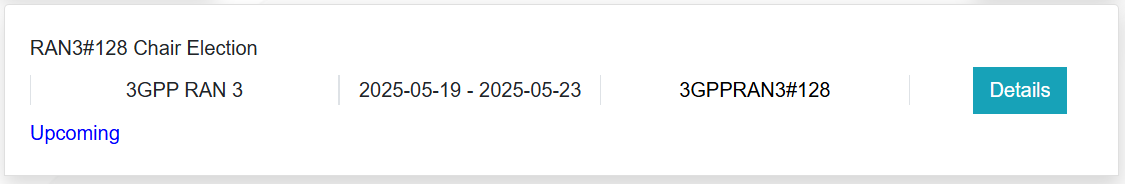 RAN3#128 Chair Election
3GPP RAN 3 2025-05-19 - 2025-05-23 3GPPRAN3#128 Details
Upcoming